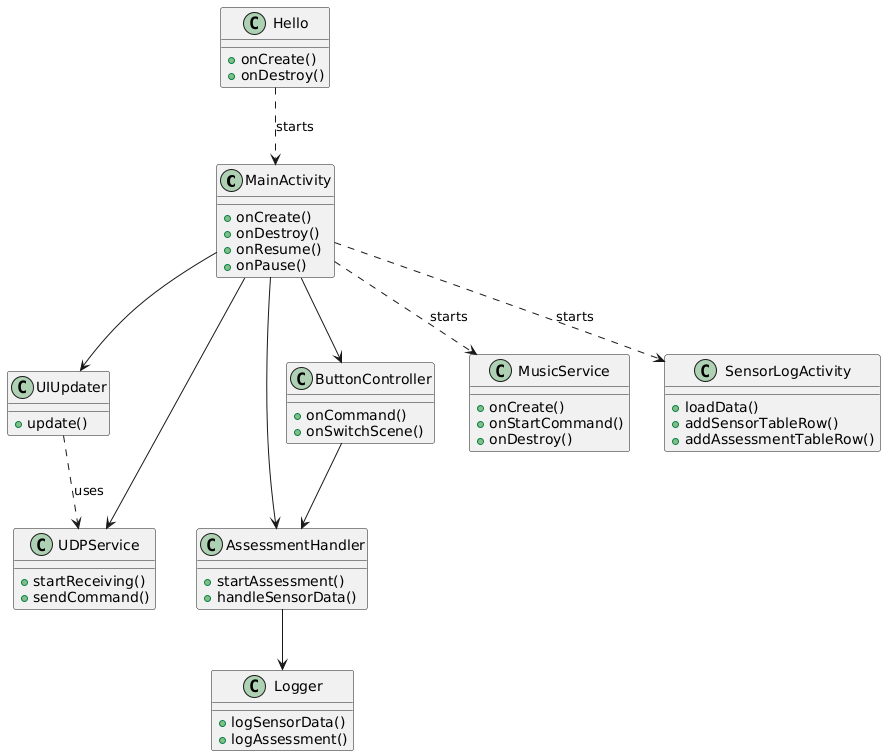 C Hello
onCreate()
onDestroy()
starts
C MainActivity
onCreate()
onDestroy()
onResume()
onPause()
starts
starts
C UIUpdater
update()
C ButtonController
onCommand()
onSwitchScene()
C MusicService
onCreate()
onStartCommand()
onDestroy()
C SensorLogActivity
loadData()
addSensorTableRow()
addAssessmentTableRow()
uses
C UDPService
startReceiving()
sendCommand()
C AssessmentHandler
startAssessment()
handleSensorData()
C Logger
logSensorData()
logAssessment()